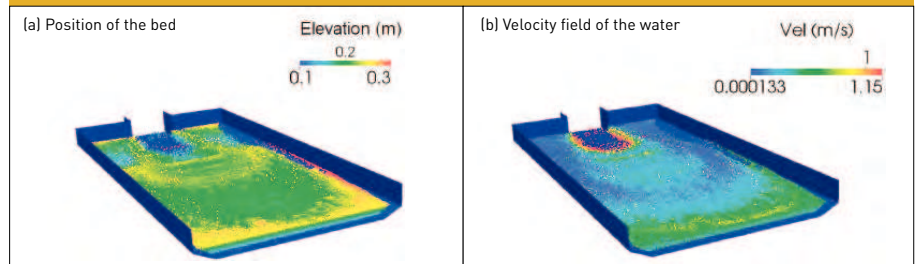 (a) Position of the bed
Elevation (m)
0.2
0.1 0.3
(b) Velocity field of the water
Vel (m/s)
1
0.000133 1.15